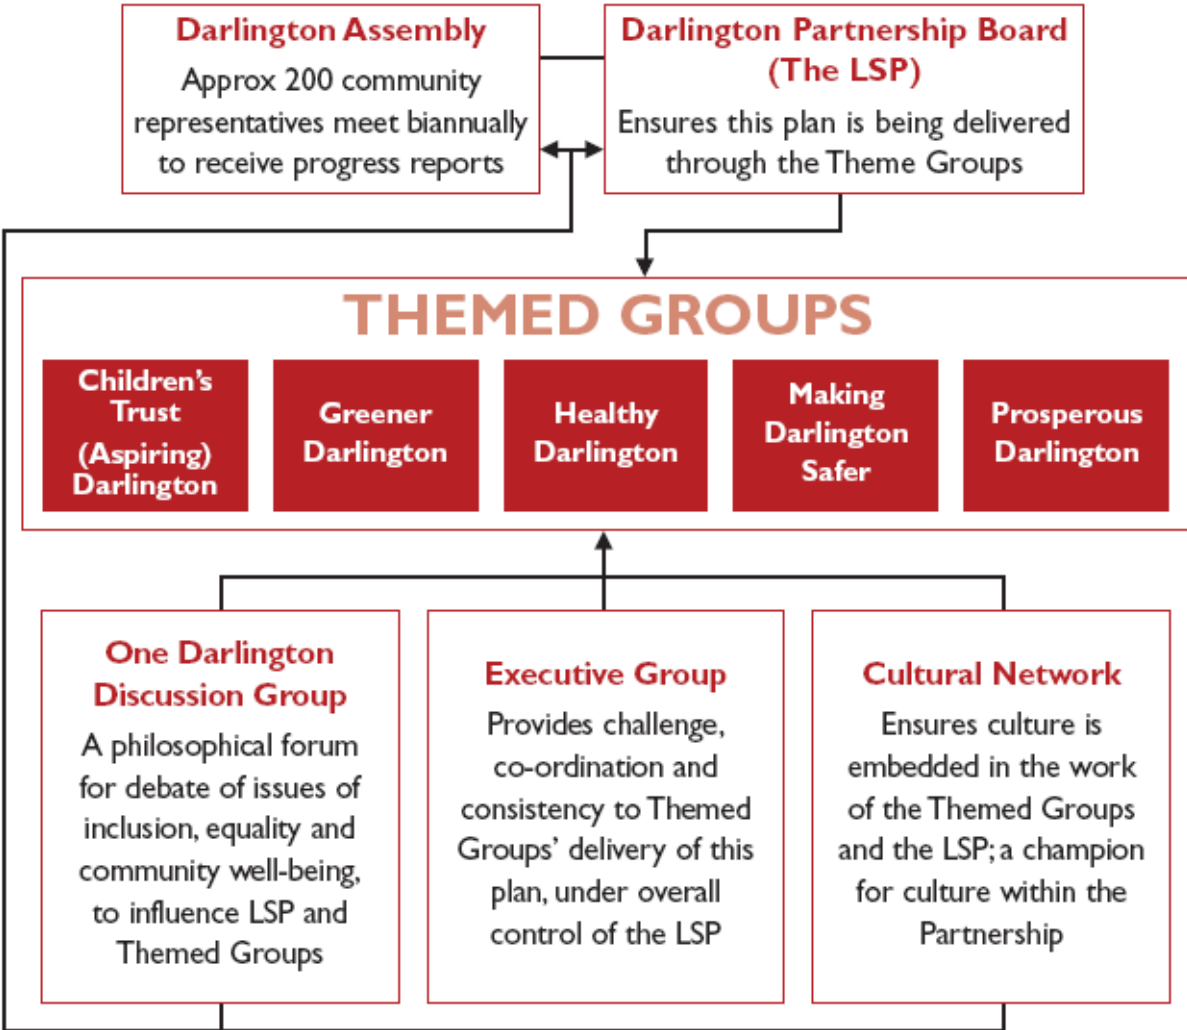 Darlington Assembly
Approx 200 community
representatives meet biannually
to receive progress reports
Darlington Partnership Board
(The LSP)
Ensures this plan is being delivered
through the Theme Groups
THEMED GROUPS
Children's
Trust
(Aspiring)
Darlington
Greener
Darlington
Healthy
Darlington
Making
Darlington
Safer
Prosperous
Darlington
One Darlington
Discussion Group
A philosophical forum
for debate of issues of
inclusion, equality and
community well-being,
to influence LSP and
Themed Groups
Executive Group
Provides challenge,
co-ordination and
consistency to Themed
Groups' delivery of this
plan, under overall
control of the LSP
Cultural Network
Ensures culture is
embedded in the work
of the Themed Groups
and the LSP; a champion
for culture within the
Partnership